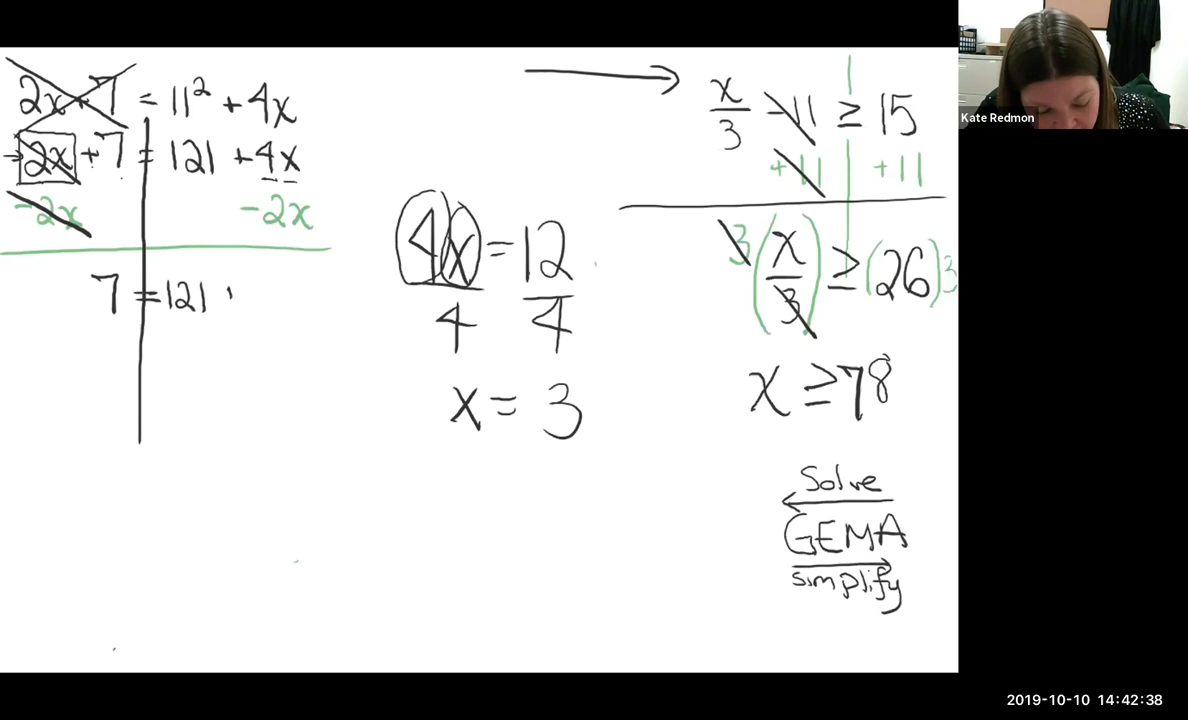 2x + 7 = 11² + 4x
2x + 7 = 121 + 4x
-2x -2x
7 = 121
4x = 12
4 4
x = 3
x/3 - 11 ≥ 15
+11 +11
3(x/3) ≥ (26)3
x ≥ 78
Solve
GEMA
simplify
Kate Redmon
2019-10-10 14:42:38